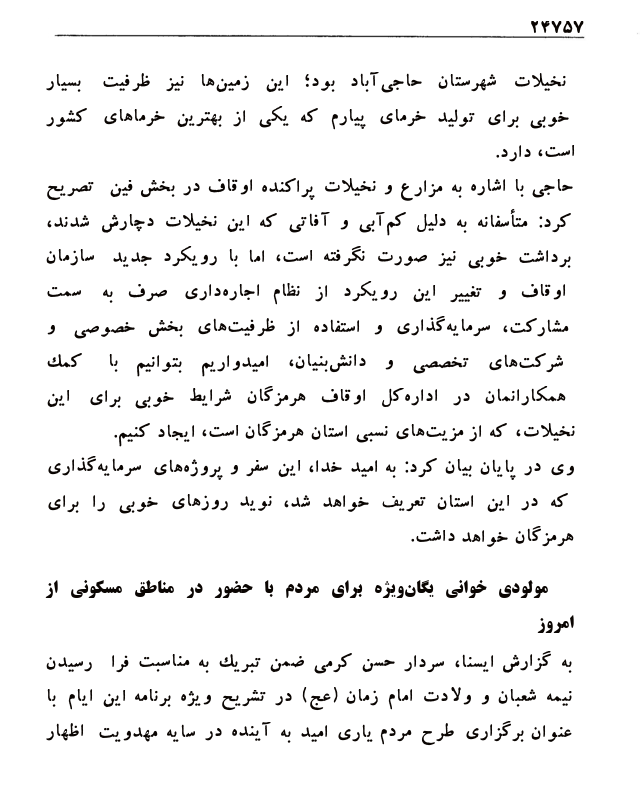 ۲۴۷۵۷
نخیلات شهرستان حاجی‌آباد بود؛ این زمین‌ها نیز ظرفیت بسیار
خوبی برای تولید خرمای پیارم که یکی از بهترین خرماهای کشور
است، دارد.
حاجی با اشاره به مزارع و نخیلات پراکنده اوقاف در بخش فین تصریح
کرد: متأسفانه به دلیل کم‌آبی و آفاتی که این نخیلات دچارش شدند،
برداشت خوبی نیز صورت نگرفته است، اما با رویکرد جدید سازمان
اوقاف و تغییر این رویکرد از نظام اجاره‌داری صرف به سمت
مشارکت، سرمایه‌گذاری و استفاده از ظرفیت‌های بخش خصوصی و
شرکت‌های تخصصی و دانش‌بنیان، امیدواریم بتوانیم با کمك
همکارانمان در اداره‌کل اوقاف هرمزگان شرایط خوبی برای این
نخیلات، که از مزیت‌های نسبی استان هرمزگان است، ایجاد کنیم.
وی در پایان بیان کرد: به امید خدا، این سفر و پروژه‌های سرمایه‌گذاری
که در این استان تعریف خواهد شد، نوید روزهای خوبی را برای
هرمزگان خواهد داشت.
مولودی خوانی یگان‌ویژه برای مردم با حضور در مناطق مسکونی از
امروز
به گزارش ایسنا، سردار حسن کرمی ضمن تبریك به مناسبت فرا رسیدن
نیمه شعبان و ولادت امام زمان (عج) در تشریح ویژه برنامه این ایام با
عنوان برگزاری طرح مردم یاری امید به آینده در سایه مهدویت اظهار